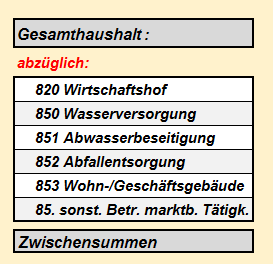 Gesamthaushalt :
abzüglich:
820 Wirtschaftshof
850 Wasserversorgung
851 Abwasserbeseitigung
852 Abfallentsorgung
853 Wohn-/Geschäftsgebäude
85. sonst. Betr. marktb. Tätigk.
Zwischensummen